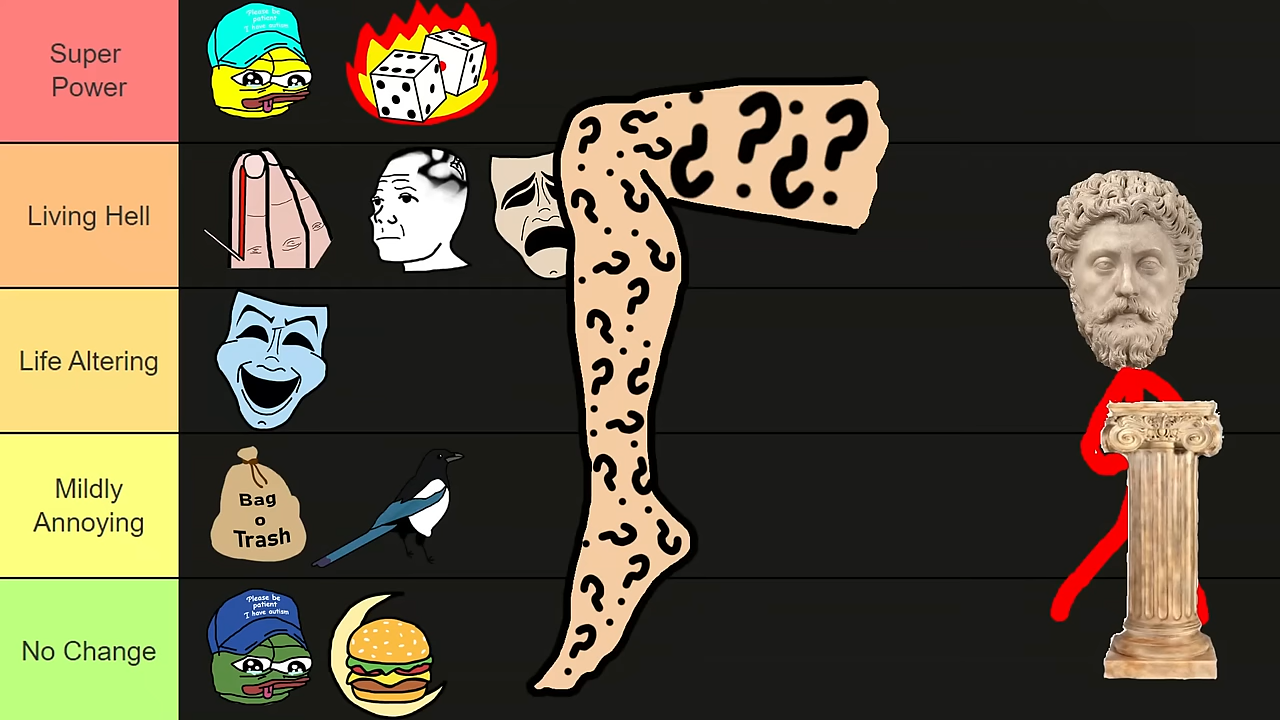 Super
Power
Please be
patient
I have autism
Living Hell
Life Altering
Mildly
Annoying
Bag
o
Trash
No Change
Please be
patient
I have autism